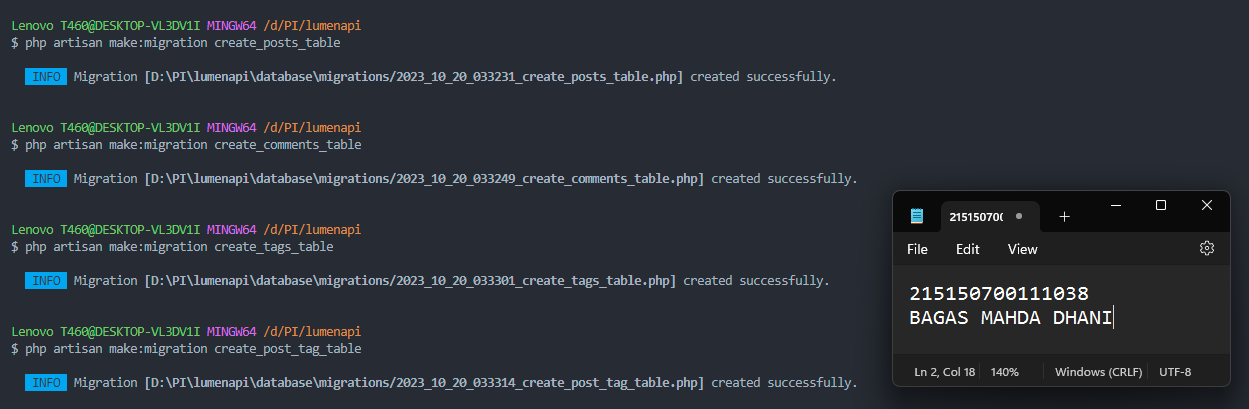 Lenovo T460@DESKTOP-VL3DV1I MINGW64 /d/PI/lumenapi
$ php artisan make:migration create_posts_table
INFO Migration [D:\PI\lumenapi\database\migrations/2023_10_20_033231_create_posts_table.php] created successfully.
Lenovo T460@DESKTOP-VL3DV1I MINGW64 /d/PI/lumenapi
$ php artisan make:migration create_comments_table
INFO Migration [D:\PI\lumenapi\database\migrations/2023_10_20_033249_create_comments_table.php] created successfully.
Lenovo T460@DESKTOP-VL3DV1I MINGW64 /d/PI/lumenapi
$ php artisan make:migration create_tags_table
INFO Migration [D:\PI\lumenapi\database\migrations/2023_10_20_033301_create_tags_table.php] created successfully.
Lenovo T460@DESKTOP-VL3DV1I MINGW64 /d/PI/lumenapi
$ php artisan make:migration create_post_tag_table
INFO Migration [D:\PI\lumenapi\database\migrations/2023_10_20_033314_create_post_tag_table.php] created successfully.
21515070
File Edit View
215150700111038
BAGAS MAHDA DHANI
Ln 2, Col 18 140% Windows (CRLF) UTF-8